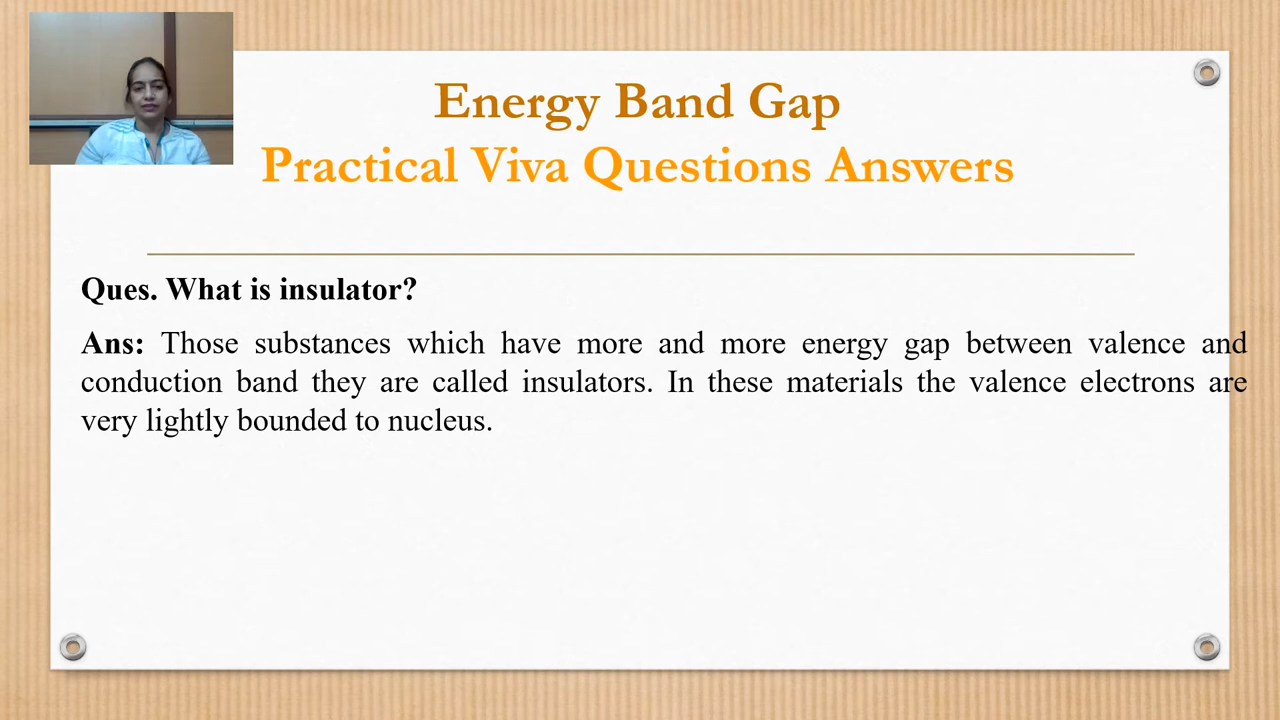 Energy Band Gap
Practical Viva Questions Answers
Ques. What is insulator?
Ans: Those substances which have more and more energy gap between valence and
conduction band they are called insulators. In these materials the valence electrons are
very lightly bounded to nucleus.